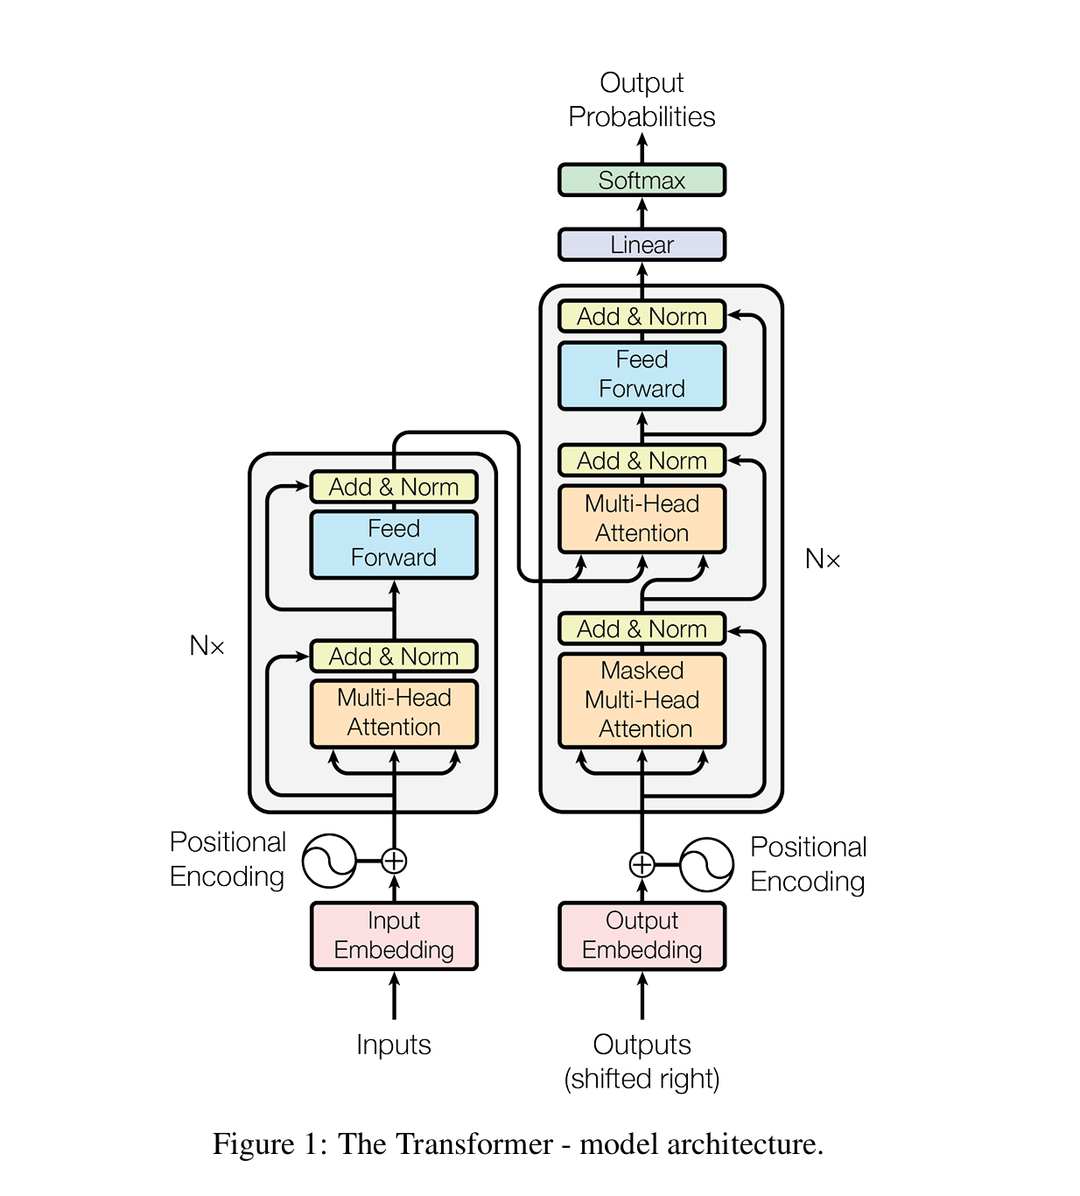 Output
Probabilities
Softmax
Linear
Add & Norm
Feed
Forward
Add & Norm
Multi-Head
Attention
Nx
Add & Norm
Masked
Multi-Head
Attention
Add & Norm
Feed
Forward
Nx
Add & Norm
Multi-Head
Attention
Positional
Encoding
Positional
Encoding
Input
Embedding
Output
Embedding
Inputs
Outputs
(shifted right)
Figure 1: The Transformer - model architecture.